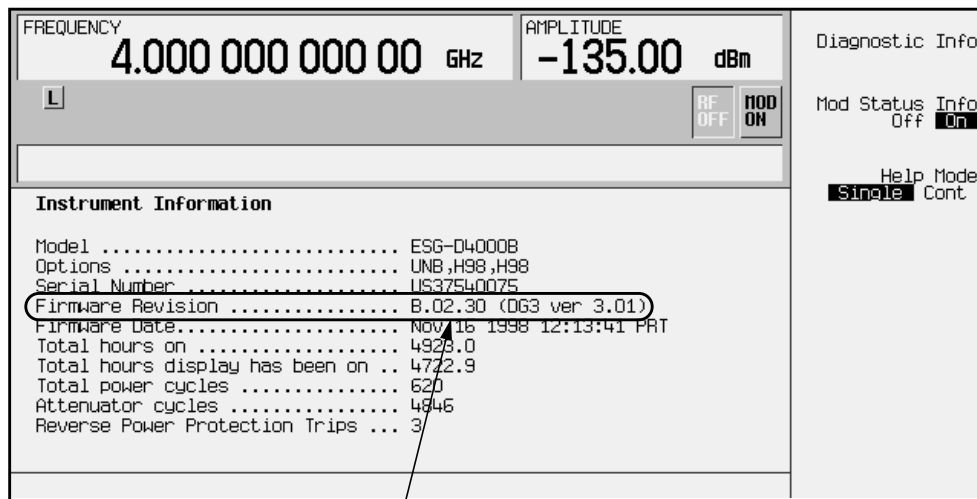 FREQUENCY
4.000 000 000 00 GHz
AMPLITUDE
-135.00 dBm
L
RF OFF
MOD ON
Instrument Information
Model ............................ ESG-D4000B
Options .......................... UNB,H98,H98
Serial Number .................... US37540075
Firmware Revision ................ B.02.30 (DG3 ver 3.01)
Firmware Date..................... Nov 16 1998 12:13:41 PRT
Total hours on ................... 4923.0
Total hours display has been on .. 4722.9
Total power cycles ............... 620
Attenuator cycles ................ 4846
Reverse Power Protection Trips ... 3
Diagnostic Info
Mod Status Info
Off On
Help Mode
Single Cont